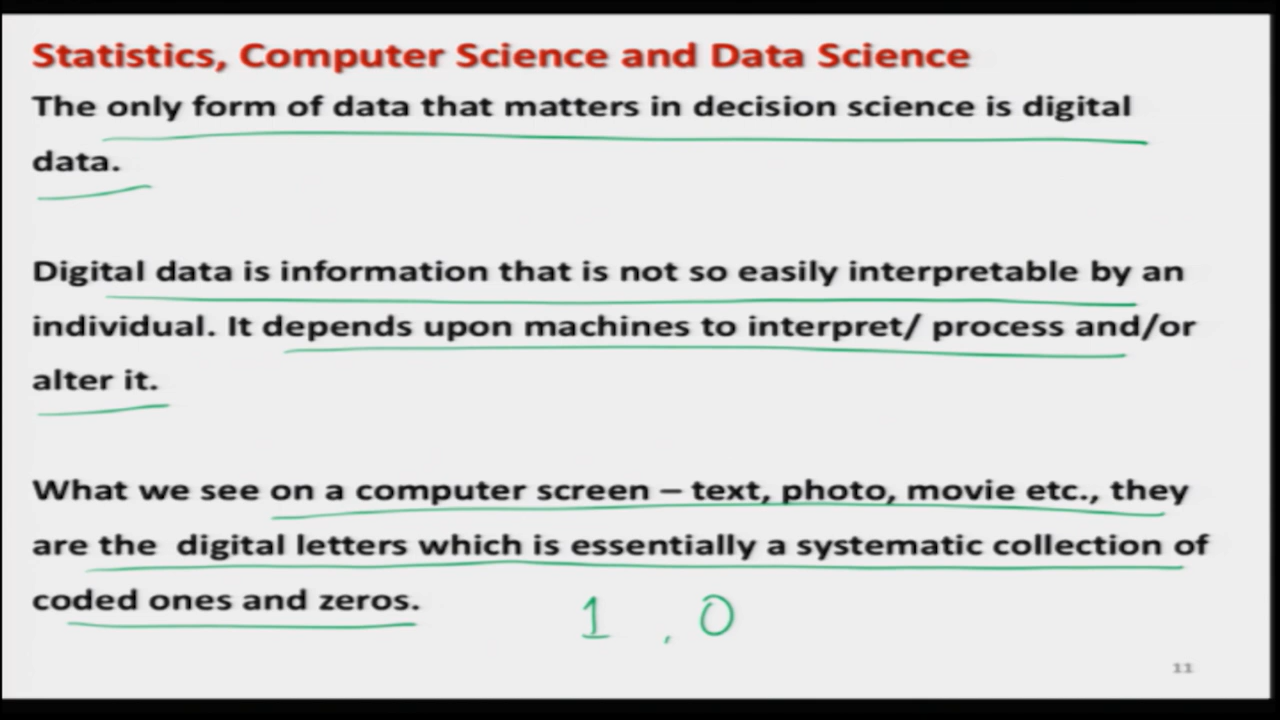 Statistics, Computer Science and Data Science
The only form of data that matters in decision science is digital
data.
Digital data is information that is not so easily interpretable by an
individual. It depends upon machines to interpret/ process and/or
alter it.
What we see on a computer screen – text, photo, movie etc., they
are the digital letters which is essentially a systematic collection of
coded ones and zeros.
1 , 0
11